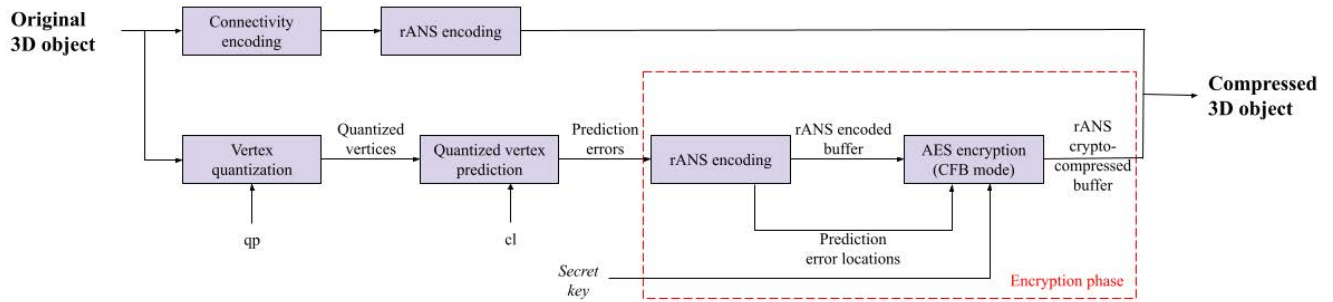 Original
3D object
Connectivity
encoding
rANS encoding
Compressed
3D object
Vertex
quantization
Quantized
vertices
Quantized vertex
prediction
Prediction
errors
rANS encoding
rANS encoded
buffer
AES encryption
(CFB mode)
rANS
crypto-
compressed
buffer
qp
cl
Prediction
error locations
Secret
key
Encryption phase